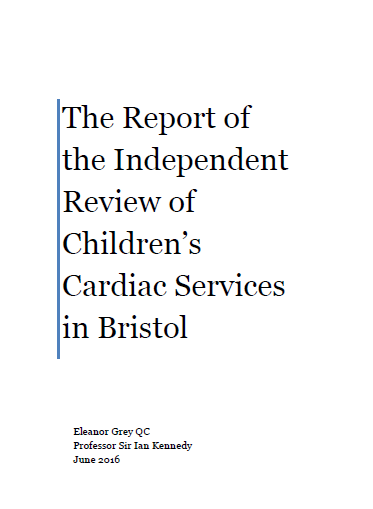 The Report of
the Independent
Review of
Children’s
Cardiac Services
in Bristol
Eleanor Grey QC
Professor Sir Ian Kennedy
June 2016